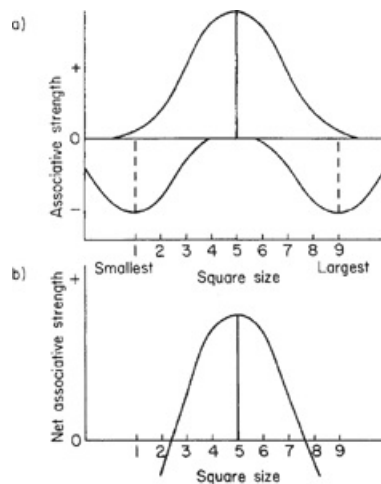 a)
Associative strength
+
0
−
1 2 3 4 5 6 7 8 9
Smallest Largest
Square size
b)
Net associative strength
+
0
1 2 3 4 5 6 7 8 9
Square size